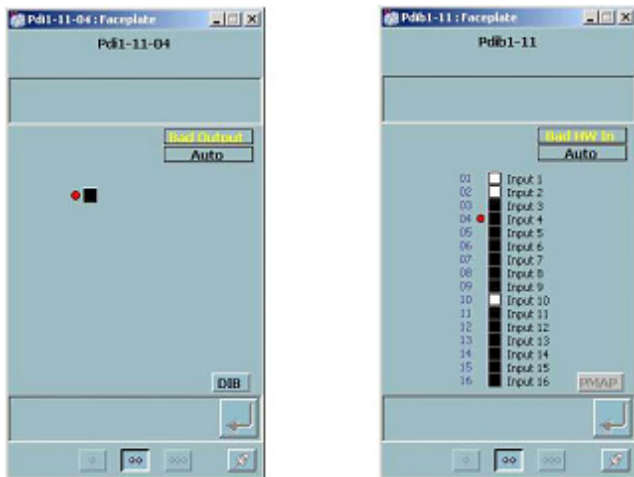 Pdi1-11-04 : Faceplate
Pdi1-11-04
Bad Output
Auto
DIB
Pdib1-11 : Faceplate
Pdib1-11
Bad HW In
Auto
01 Input 1
02 Input 2
03 Input 3
04 Input 4
05 Input 5
06 Input 6
07 Input 7
08 Input 8
09 Input 9
10 Input 10
11 Input 11
12 Input 12
13 Input 13
14 Input 14
15 Input 15
16 Input 16
PMAP